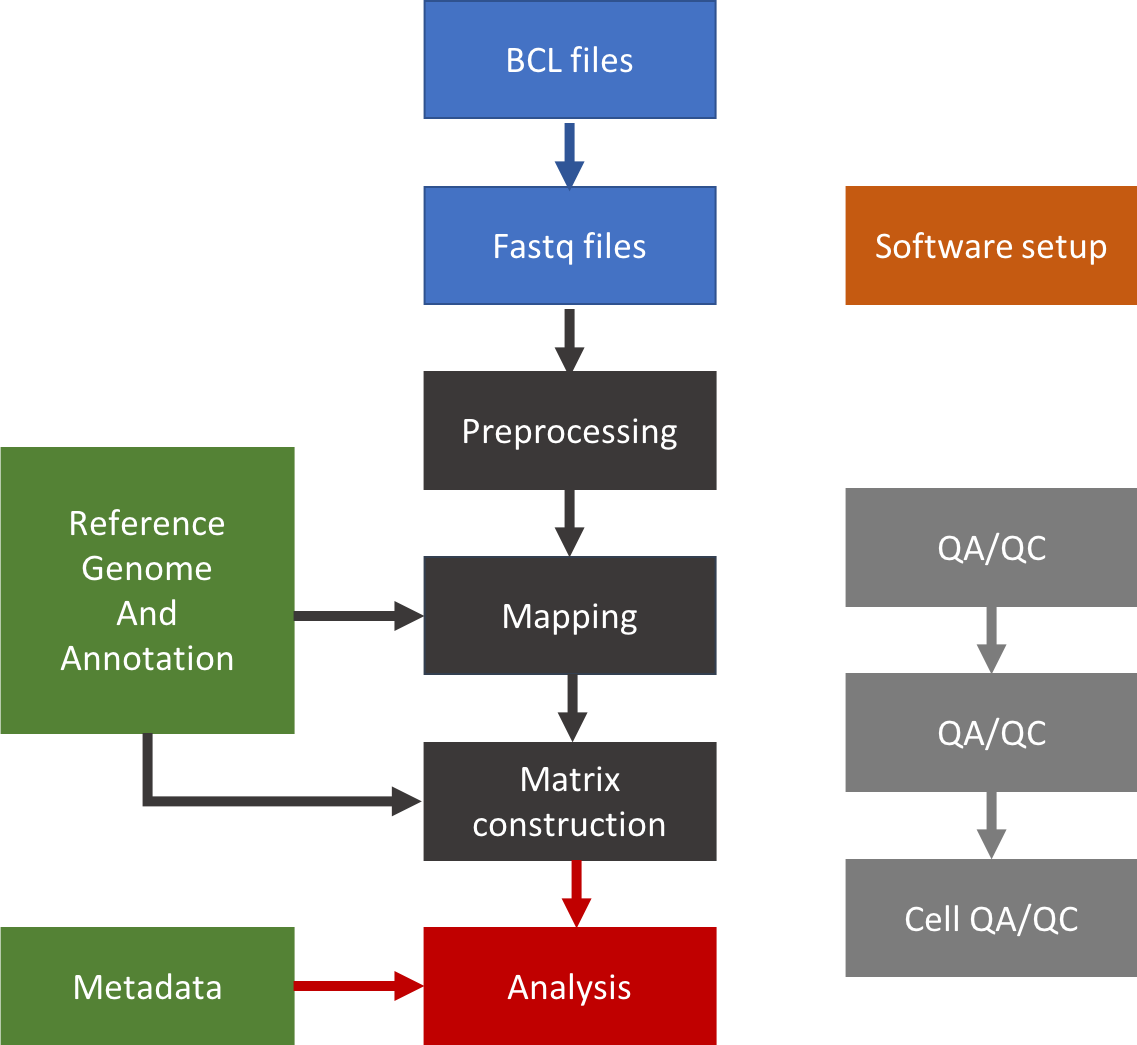 BCL files
Fastq files
Software setup
Preprocessing
Reference
Genome
And
Annotation
QA/QC
Mapping
QA/QC
Matrix
construction
Cell QA/QC
Metadata
Analysis